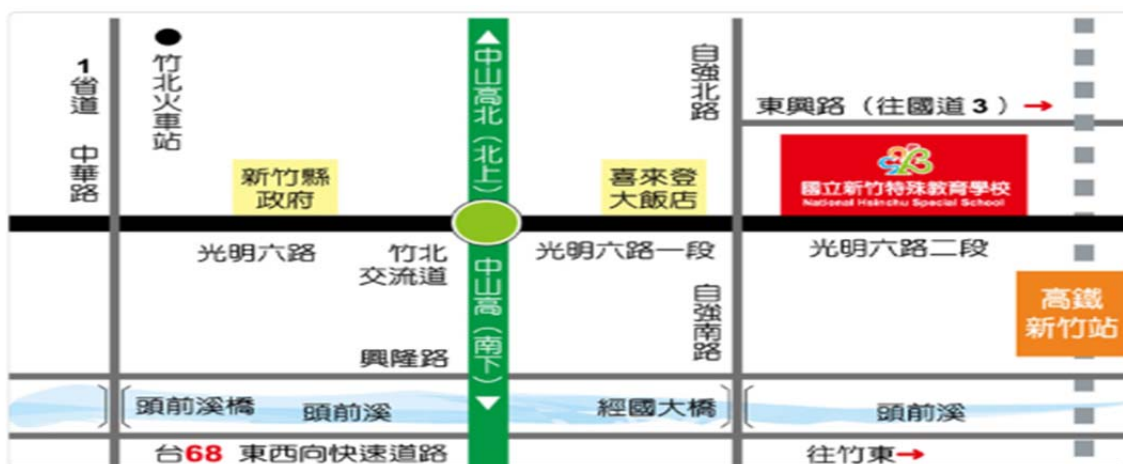 1
省道
中華路
竹北火車站
中山高北（北上）
自強北路
東興路（往國道3）→
新竹縣
政府
喜來登
大飯店
國立新竹特殊教育學校
National Hsinchu Special School
光明六路
竹北
交流道
光明六路一段
光明六路二段
中山高（南下）
自強南路
高鐵
新竹站
興隆路
頭前溪橋
頭前溪
經國大橋
頭前溪
台68 東西向快速道路
往竹東→